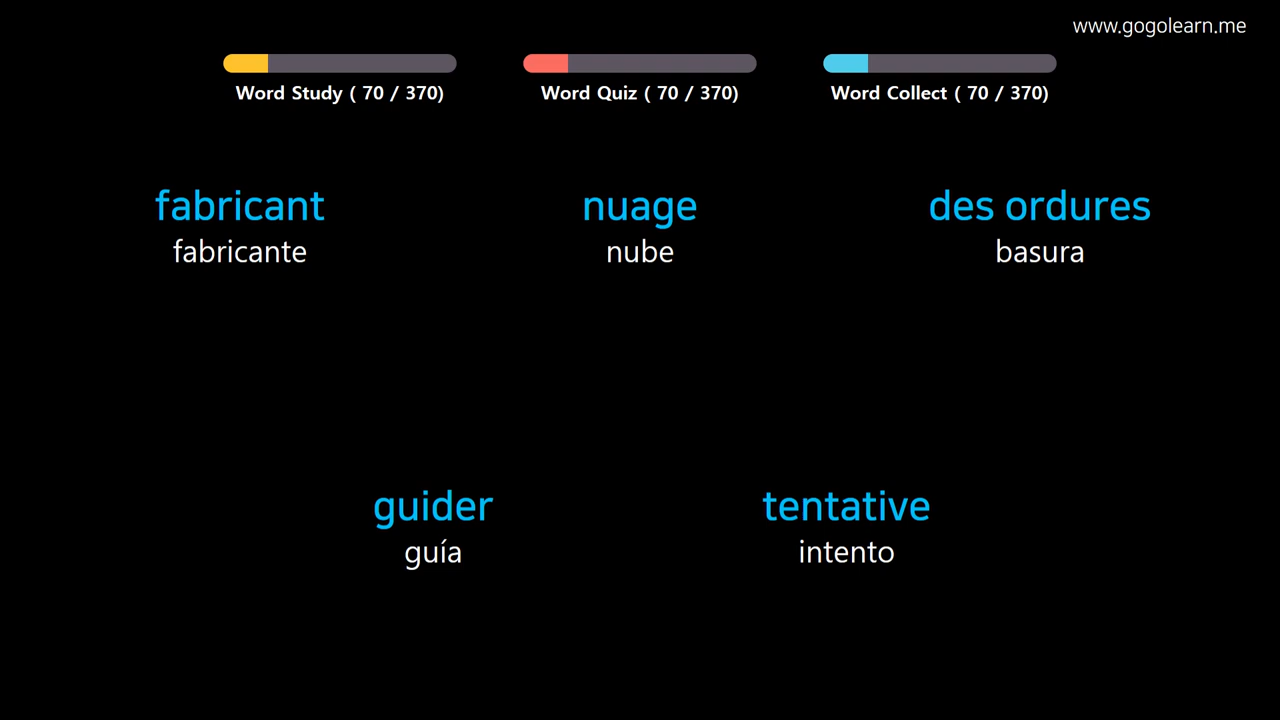 www.gogolearn.me
Word Study ( 70 / 370)
Word Quiz ( 70 / 370)
Word Collect ( 70 / 370)
fabricant
fabricante
nuage
nube
des ordures
basura
guider
guía
tentative
intento